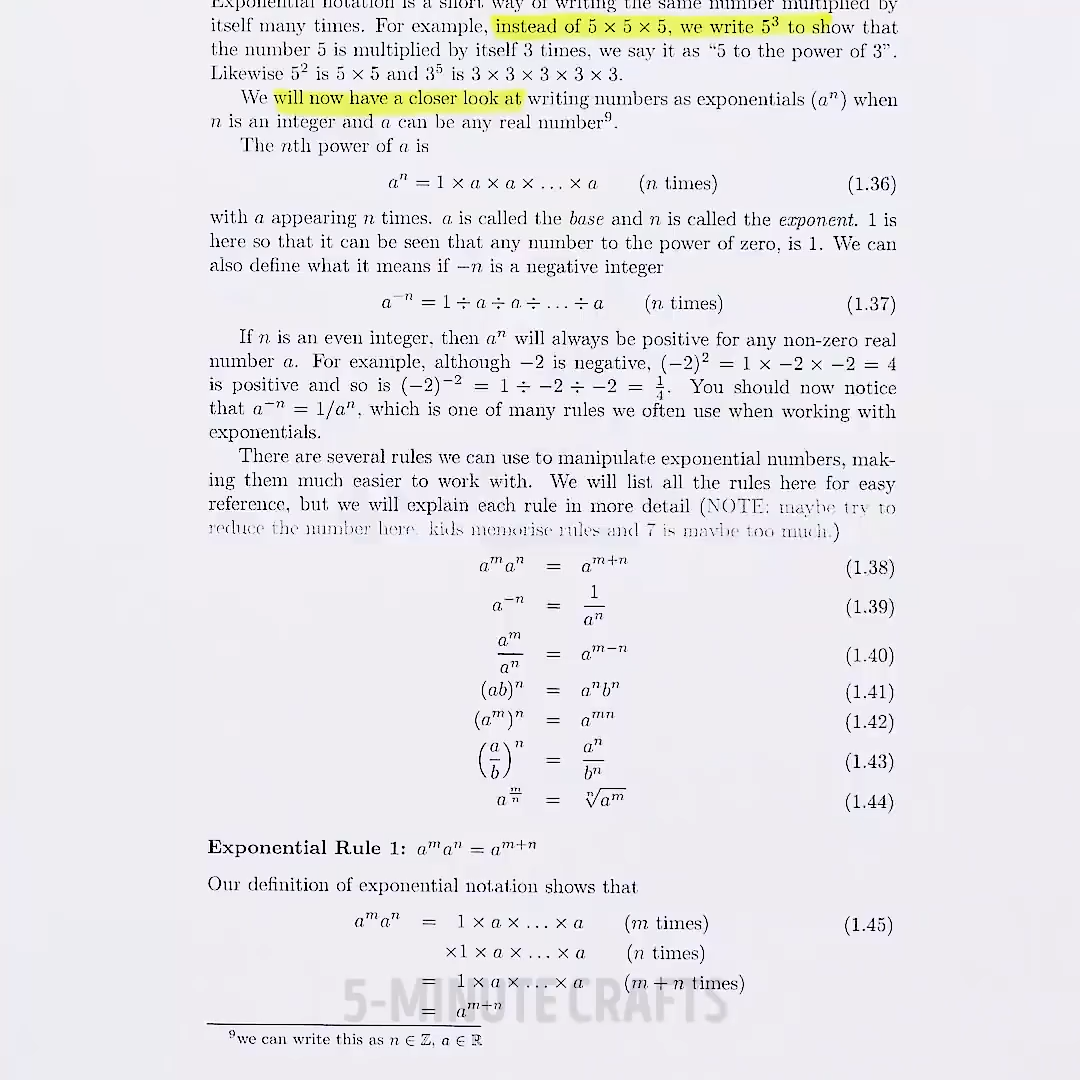 Exponential notation is a short way of writing the same number multiplied by
itself many times. For example, instead of 5 × 5 × 5, we write 5³ to show that
the number 5 is multiplied by itself 3 times, we say it as “5 to the power of 3”.
Likewise 5² is 5 × 5 and 3⁵ is 3 × 3 × 3 × 3 × 3.
We will now have a closer look at writing numbers as exponentials (aⁿ) when
n is an integer and a can be any real number⁹.
The nth power of a is
aⁿ = 1 × a × a × … × a (n times) (1.36)
with a appearing n times. a is called the base and n is called the exponent. 1 is
here so that it can be seen that any number to the power of zero, is 1. We can
also define what it means if −n is a negative integer
a⁻ⁿ = 1 ÷ a ÷ a ÷ … ÷ a (n times) (1.37)
If n is an even integer, then aⁿ will always be positive for any non-zero real
number a. For example, although −2 is negative, (−2)² = 1 × −2 × −2 = 4
is positive and so is (−2)⁻² = 1 ÷ −2 ÷ −2 = 1/4. You should now notice
that a⁻ⁿ = 1/aⁿ, which is one of many rules we often use when working with
exponentials.
There are several rules we can use to manipulate exponential numbers, mak-
ing them much easier to work with. We will list all the rules here for easy
reference, but we will explain each rule in more detail (NOTE: maybe try to
reduce the number here. kids memorise rules and 7 is maybe too much.)
aᵐaⁿ = aᵐ⁺ⁿ (1.38)
a⁻ⁿ = 1/aⁿ (1.39)
aᵐ/aⁿ = aᵐ⁻ⁿ (1.40)
(ab)ⁿ = aⁿbⁿ (1.41)
(aᵐ)ⁿ = aᵐⁿ (1.42)
(a/b)ⁿ = aⁿ/bⁿ (1.43)
a^(m/n) = ⁿ√aᵐ (1.44)
Exponential Rule 1: aᵐaⁿ = aᵐ⁺ⁿ
Our definition of exponential notation shows that
aᵐaⁿ = 1 × a × … × a (m times) (1.45)
×1 × a × … × a (n times)
= 1 × a × … × a (m + n times)
= aᵐ⁺ⁿ
5-MINUTE CRAFTS
⁹we can write this as n ∈ ℤ, a ∈ ℝ